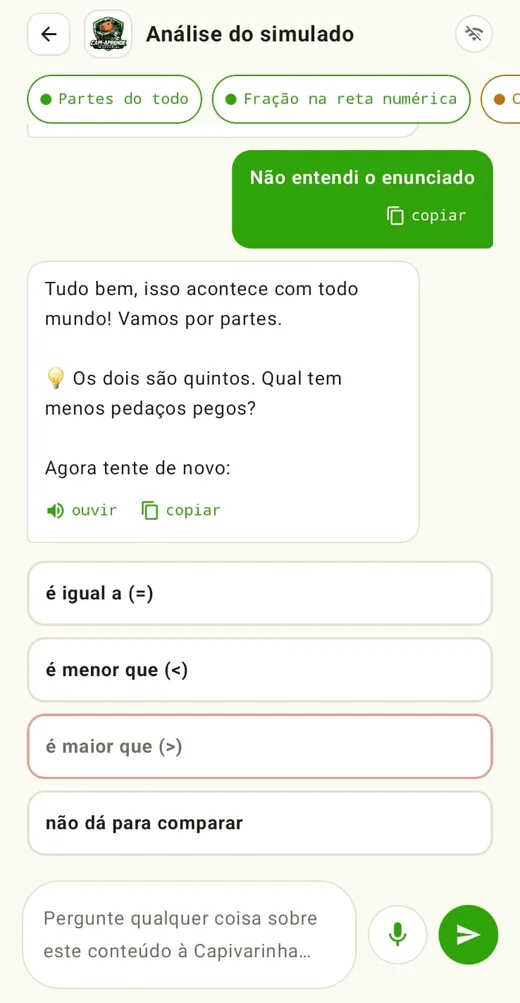 Análise do simulado
Partes do todo
Fração na reta numérica
Não entendi o enunciado
copiar
Tudo bem, isso acontece com todo
mundo! Vamos por partes.
💡 Os dois são quintos. Qual tem
menos pedaços pegos?
Agora tente de novo:
ouvir
copiar
é igual a (=)
é menor que (<)
é maior que (>)
não dá para comparar
Pergunte qualquer coisa sobre
este conteúdo à Capivarinha…